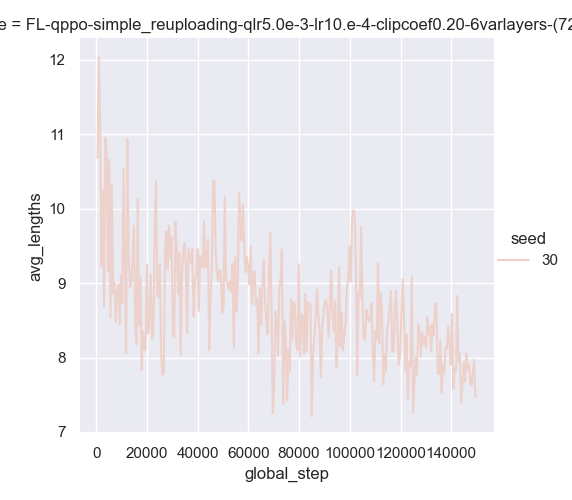 e = FL-qppo-simple_reuploading-qlr5.0e-3-lr10.e-4-clipcoef0.20-6varlayers-(72
12
11
10
9
8
7
avg_lengths
0 20000 40000 60000 80000 100000 120000 140000
global_step
seed
30